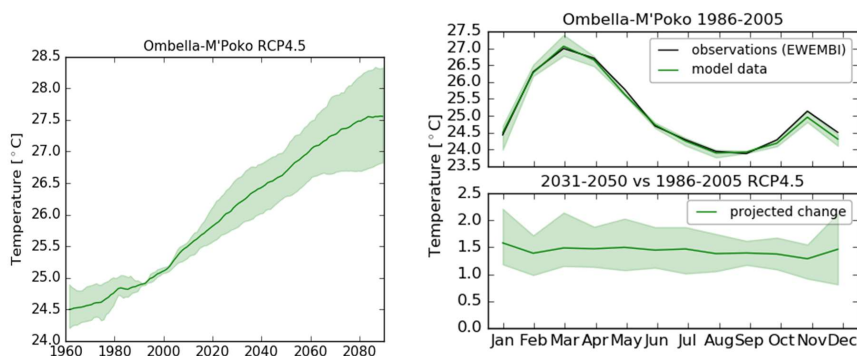 Ombella-M'Poko RCP4.5
Temperature [°C]
28.5
28.0
27.5
27.0
26.5
26.0
25.5
25.0
24.5
24.0
1960 1980 2000 2020 2040 2060 2080
Ombella-M'Poko 1986-2005
Temperature [°C]
27.5
27.0
26.5
26.0
25.5
25.0
24.5
24.0
23.5
observations (EWEMBI)
model data
2031-2050 vs 1986-2005 RCP4.5
2.5
2.0
1.5
1.0
0.5
0.0
projected change
Jan Feb Mar Apr May Jun Jul Aug Sep Oct Nov Dec